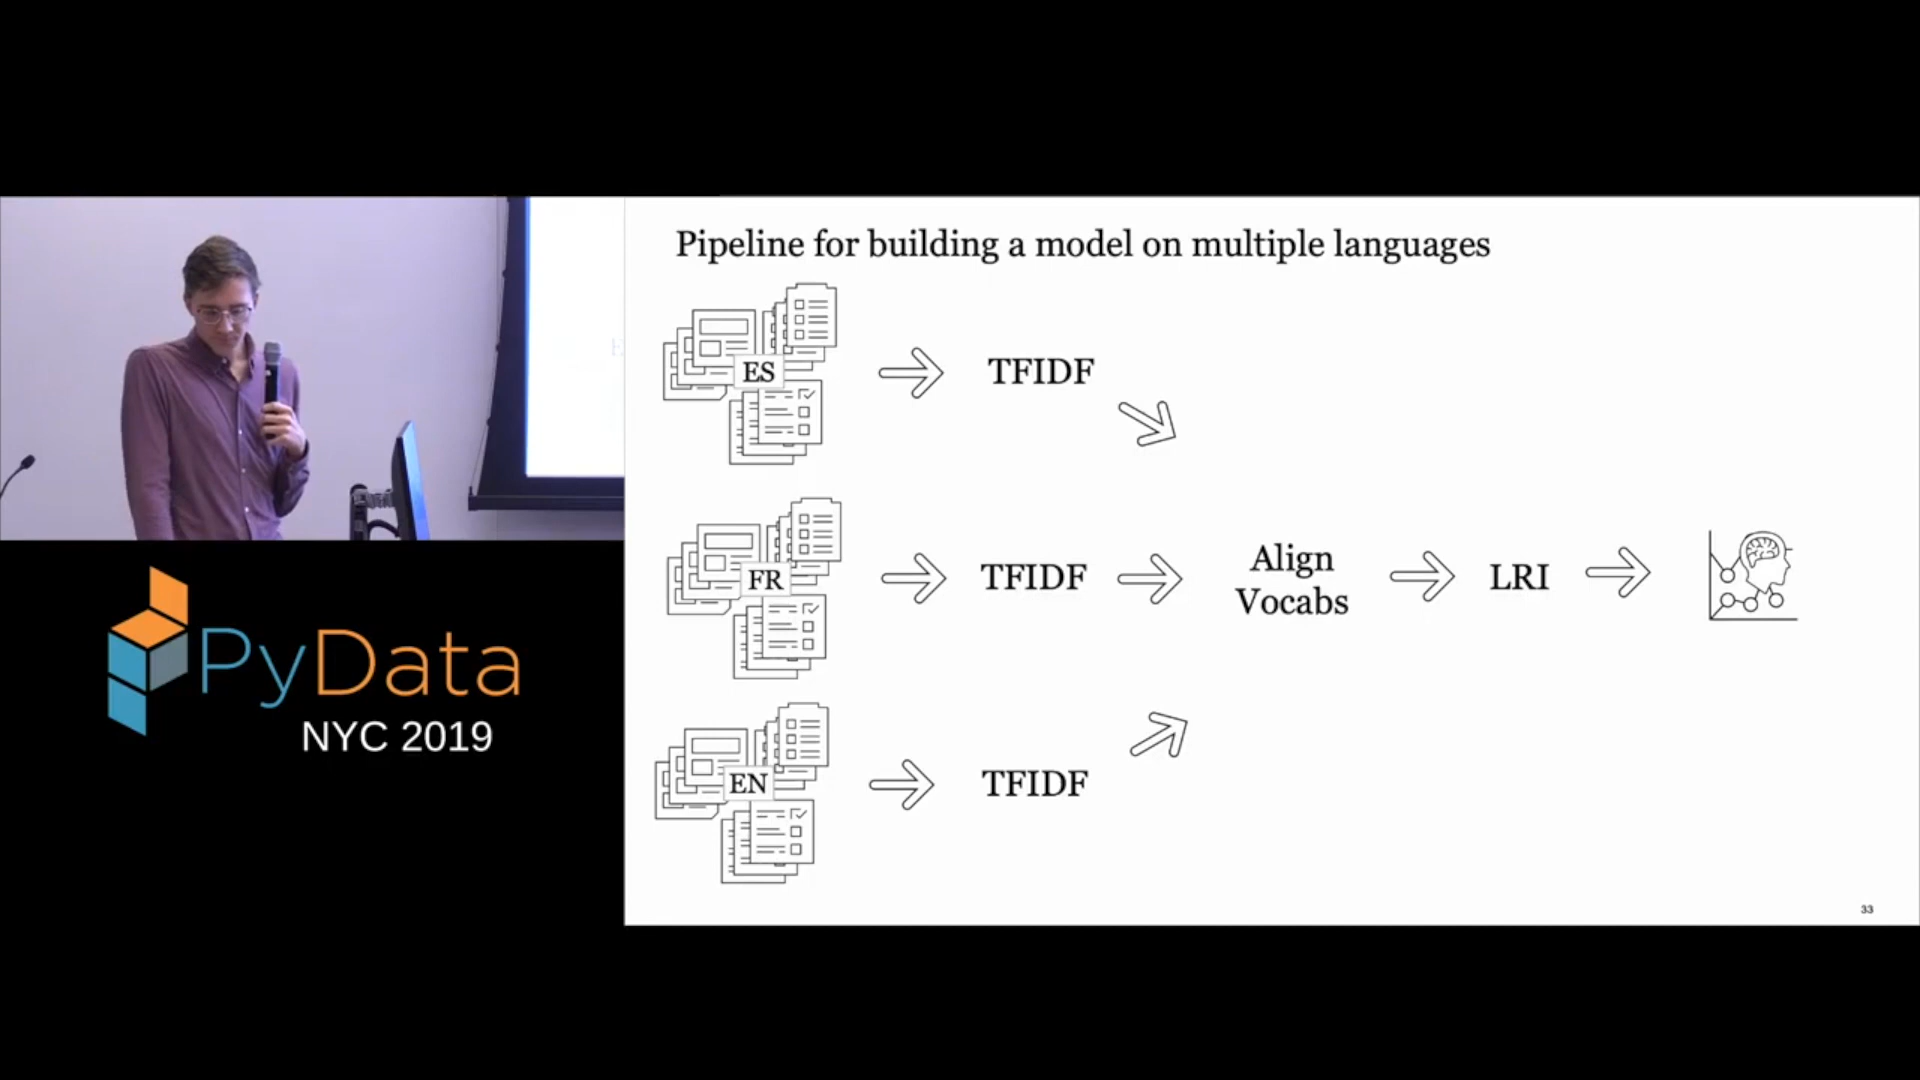 Pipeline for building a model on multiple languages
ES
TFIDF
FR
TFIDF
Align
Vocabs
LRI
EN
TFIDF
33
PyData
NYC 2019